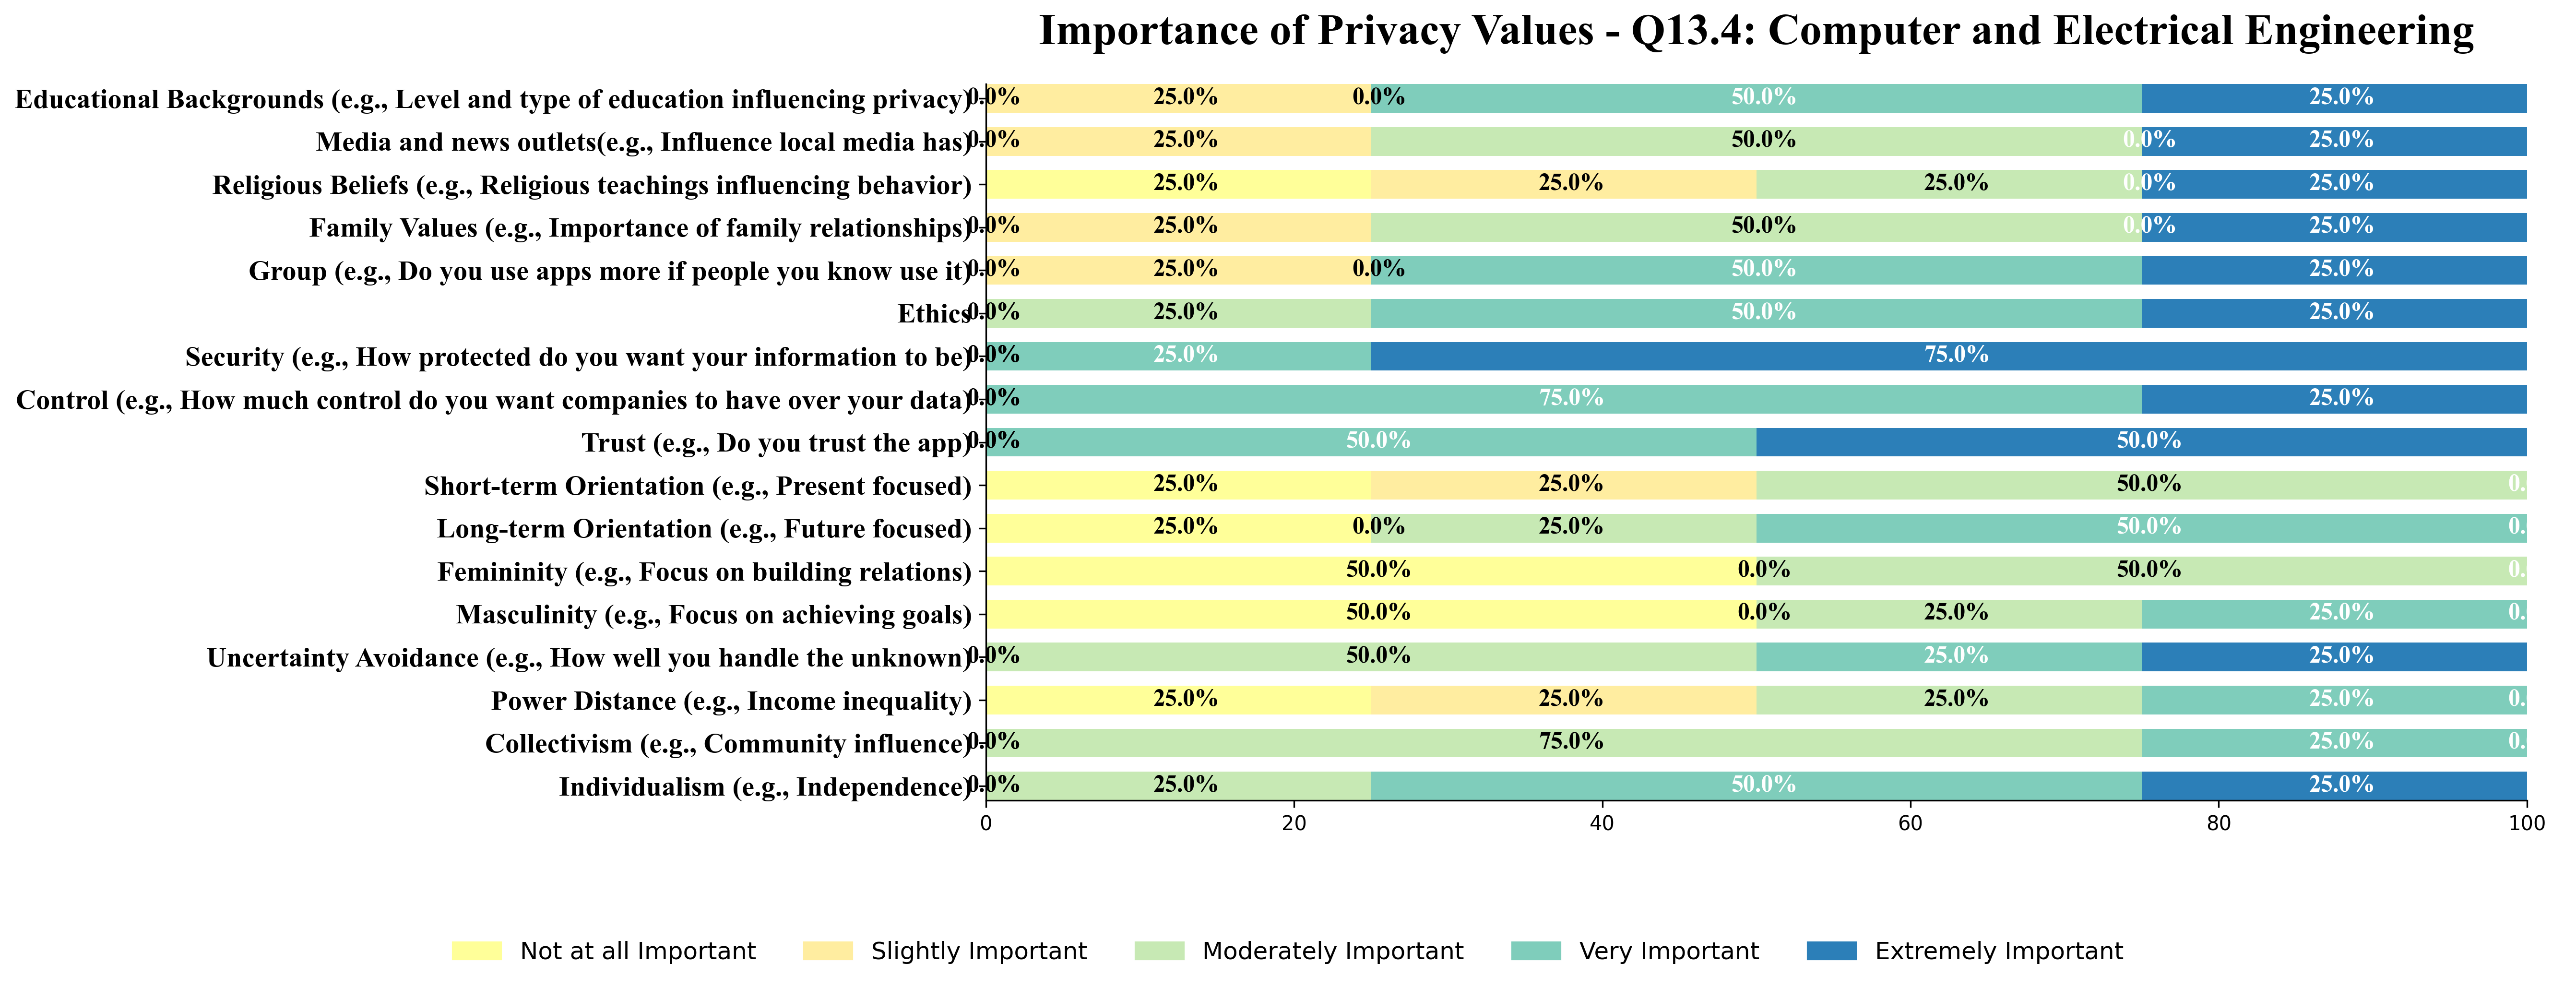 Importance of Privacy Values - Q13.4: Computer and Electrical Engineering
Educational Backgrounds (e.g., Level and type of education influencing privacy) 0.0% 25.0% 0.0% 50.0% 25.0%
Media and news outlets(e.g., Influence local media has) 0.0% 25.0% 50.0% 0.0% 25.0%
Religious Beliefs (e.g., Religious teachings influencing behavior) 25.0% 25.0% 25.0% 0.0% 25.0%
Family Values (e.g., Importance of family relationships) 0.0% 25.0% 50.0% 0.0% 25.0%
Group (e.g., Do you use apps more if people you know use it) 0.0% 25.0% 0.0% 50.0% 25.0%
Ethics 0.0% 25.0% 50.0% 25.0%
Security (e.g., How protected do you want your information to be) 0.0% 25.0% 75.0%
Control (e.g., How much control do you want companies to have over your data) 0.0% 75.0% 25.0%
Trust (e.g., Do you trust the app) 0.0% 50.0% 50.0%
Short-term Orientation (e.g., Present focused) 25.0% 25.0% 50.0% 0.
Long-term Orientation (e.g., Future focused) 25.0% 0.0% 25.0% 50.0% 0.
Femininity (e.g., Focus on building relations) 50.0% 0.0% 50.0% 0.
Masculinity (e.g., Focus on achieving goals) 50.0% 0.0% 25.0% 25.0% 0.
Uncertainty Avoidance (e.g., How well you handle the unknown) 0.0% 50.0% 25.0% 25.0%
Power Distance (e.g., Income inequality) 25.0% 25.0% 25.0% 25.0% 0.
Collectivism (e.g., Community influence) 0.0% 75.0% 25.0% 0.
Individualism (e.g., Independence) 0.0% 25.0% 50.0% 25.0%
0 20 40 60 80 100
Not at all Important Slightly Important Moderately Important Very Important Extremely Important